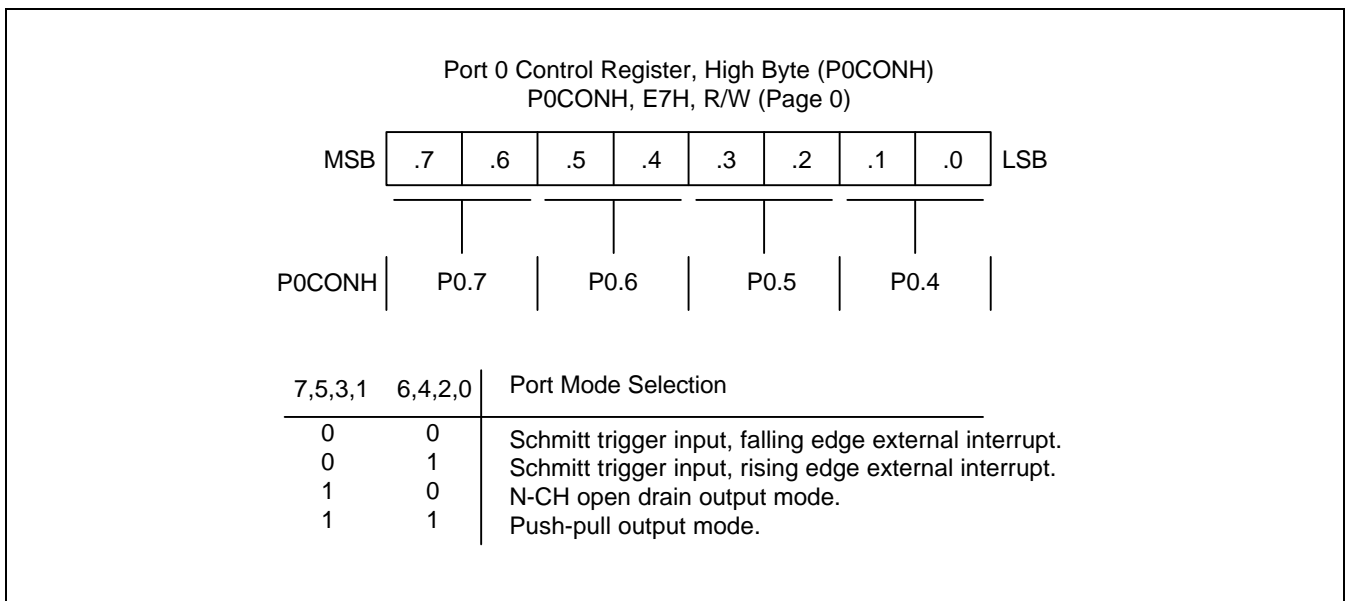 Port 0 Control Register, High Byte (P0CONH)
P0CONH, E7H, R/W (Page 0)
MSB .7 .6 .5 .4 .3 .2 .1 .0 LSB
P0CONH P0.7 P0.6 P0.5 P0.4
7,5,3,1 6,4,2,0 Port Mode Selection
0 0 Schmitt trigger input, falling edge external interrupt.
0 1 Schmitt trigger input, rising edge external interrupt.
1 0 N-CH open drain output mode.
1 1 Push-pull output mode.